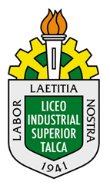 LABOR
LAETITIA
NOSTRA
LICEO
INDUSTRIAL
SUPERIOR
TALCA
1941